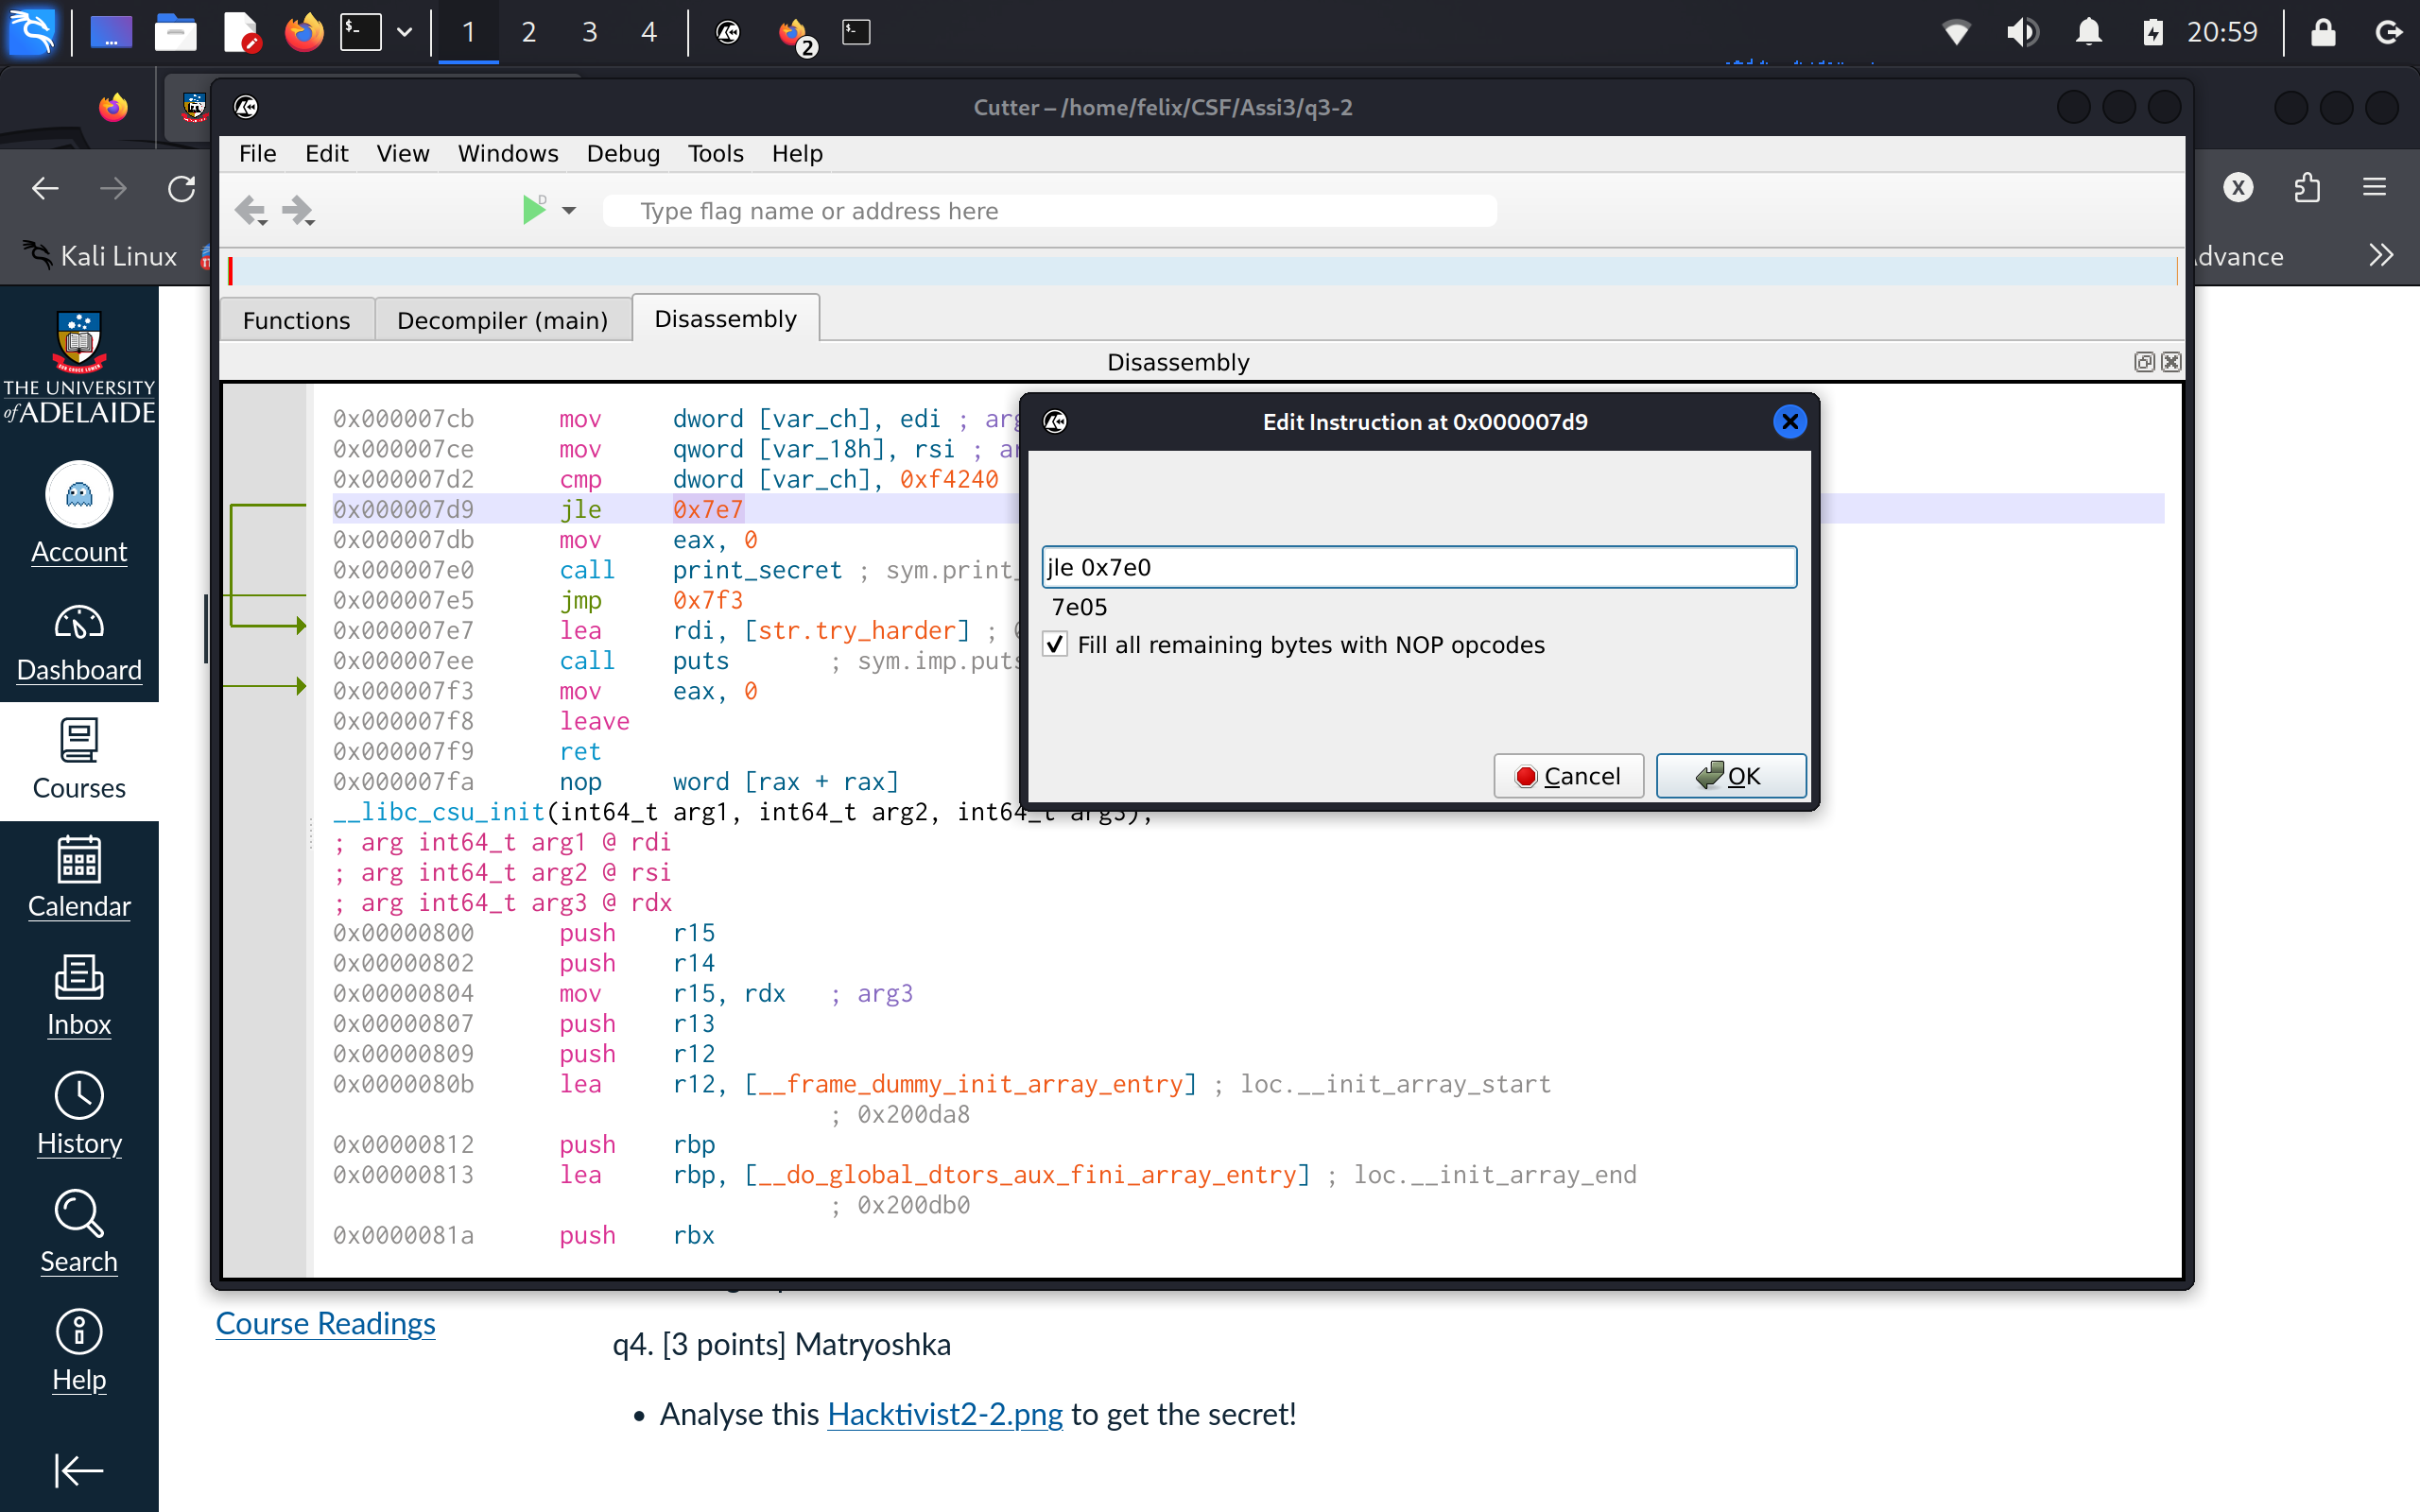 1 2 3 4 2 20:59
Cutter – /home/felix/CSF/Assi3/q3-2
File Edit View Windows Debug Tools Help
D Type flag name or address here
Kali Linux
dvance
THE UNIVERSITY
of ADELAIDE
Account
Dashboard
Courses
Calendar
Inbox
History
Search
Help
Functions Decompiler (main) Disassembly
Disassembly
0x000007cb mov dword [var_ch], edi ; arg
0x000007ce mov qword [var_18h], rsi ; ar
0x000007d2 cmp dword [var_ch], 0xf4240
0x000007d9 jle 0x7e7
0x000007db mov eax, 0
0x000007e0 call print_secret ; sym.print_
0x000007e5 jmp 0x7f3
0x000007e7 lea rdi, [str.try_harder] ;
0x000007ee call puts ; sym.imp.puts
0x000007f3 mov eax, 0
0x000007f8 leave
0x000007f9 ret
0x000007fa nop word [rax + rax]
__libc_csu_init(int64_t arg1, int64_t arg2, int64_t arg3);
; arg int64_t arg1 @ rdi
; arg int64_t arg2 @ rsi
; arg int64_t arg3 @ rdx
0x00000800 push r15
0x00000802 push r14
0x00000804 mov r15, rdx ; arg3
0x00000807 push r13
0x00000809 push r12
0x0000080b lea r12, [__frame_dummy_init_array_entry] ; loc.__init_array_start
; 0x200da8
0x00000812 push rbp
0x00000813 lea rbp, [__do_global_dtors_aux_fini_array_entry] ; loc.__init_array_end
; 0x200db0
0x0000081a push rbx
Edit Instruction at 0x000007d9
jle 0x7e0
7e05
Fill all remaining bytes with NOP opcodes
Cancel OK
Course Readings
q4. [3 points] Matryoshka
• Analyse this Hacktivist2-2.png to get the secret!